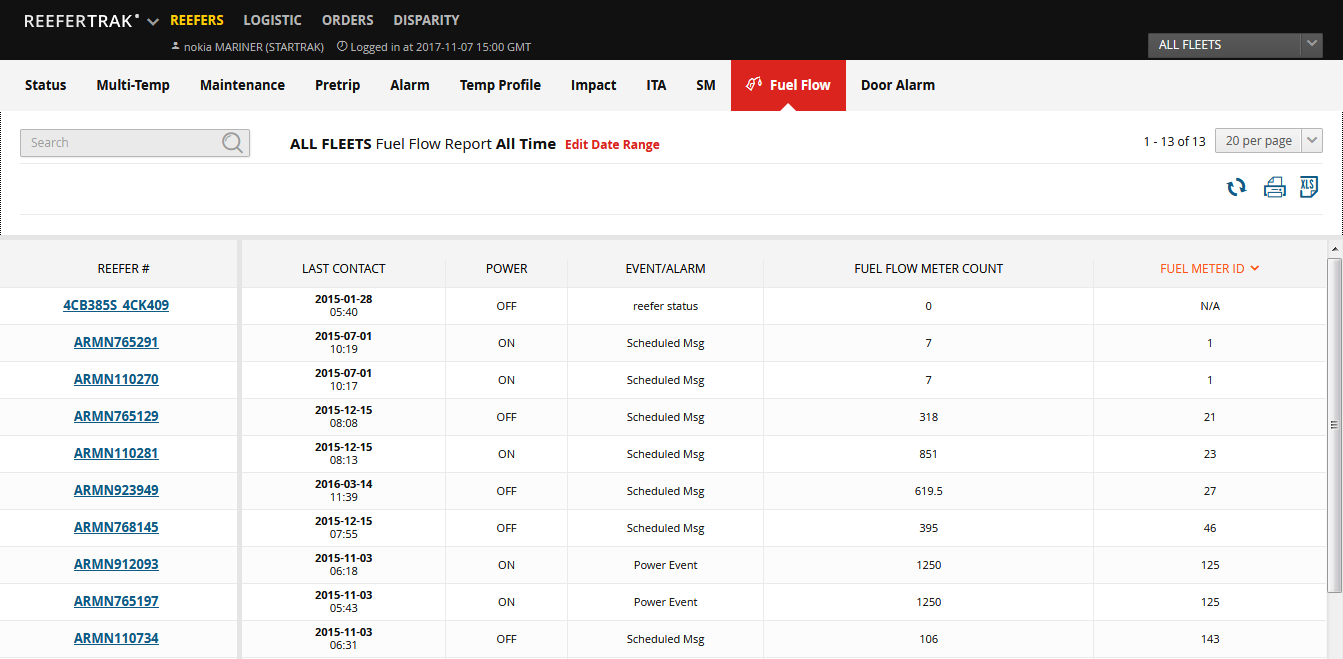 REEFERTRAK REEFERS LOGISTIC ORDERS DISPARITY
nokia MARINER (STARTRAK) Logged in at 2017-11-07 15:00 GMT
ALL FLEETS
Status Multi-Temp Maintenance Pretrip Alarm Temp Profile Impact ITA SM Fuel Flow Door Alarm
Search ALL FLEETS Fuel Flow Report All Time Edit Date Range 1 - 13 of 13 20 per page
XLS
REEFER # LAST CONTACT POWER EVENT/ALARM FUEL FLOW METER COUNT FUEL METER ID
4CB385S_4CK409 2015-01-28 05:40 OFF reefer status 0 N/A
ARMN765291 2015-07-01 10:19 ON Scheduled Msg 7 1
ARMN110270 2015-07-01 10:17 ON Scheduled Msg 7 1
ARMN765129 2015-12-15 08:08 OFF Scheduled Msg 318 21
ARMN110281 2015-12-15 08:13 ON Scheduled Msg 851 23
ARMN923949 2016-03-14 11:39 OFF Scheduled Msg 619.5 27
ARMN768145 2015-12-15 07:55 OFF Scheduled Msg 395 46
ARMN912093 2015-11-03 06:18 ON Power Event 1250 125
ARMN765197 2015-11-03 05:43 ON Power Event 1250 125
ARMN110734 2015-11-03 06:31 OFF Scheduled Msg 106 143